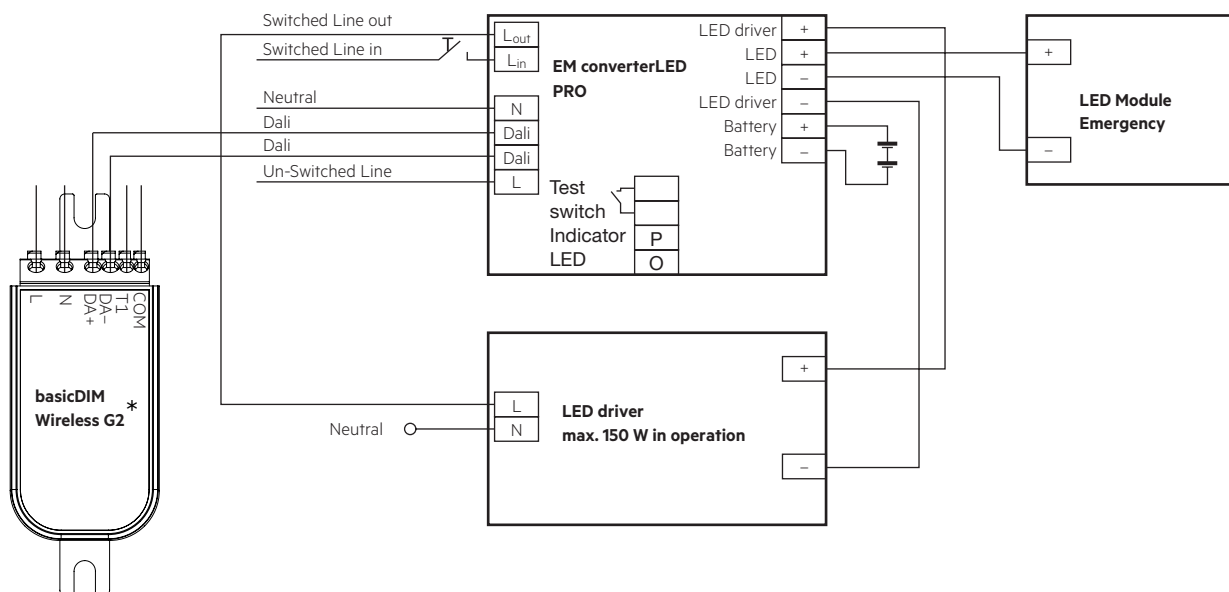 Switched Line out
Switched Line in
Neutral
Dali
Dali
Un-Switched Line
Lout
Lin
N
Dali
Dali
L
EM converterLED
PRO
Test
switch
Indicator
LED
P
O
LED driver +
LED +
LED –
LED driver –
Battery +
Battery –
+
–
LED Module
Emergency
L
N
DA+
DA-
T1
COM
basicDIM
Wireless G2*
Neutral
L
N
LED driver
max. 150 W in operation
+
–